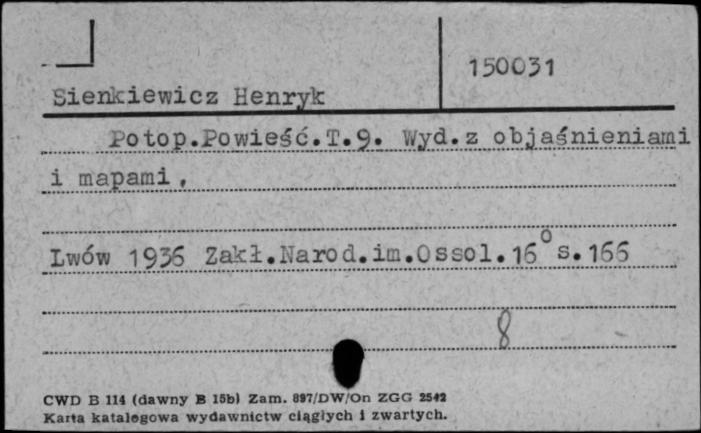 150031
Sienkiewicz Henryk
Potop.Powieść.T.9. Wyd.z objaśnieniami
i mapami,
Lwów 1936 Zakł.Narod.im.Ossol.16° s.166
8
CWD B 114 (dawny B 15b) Zam. 897/DW/On ZGG 2542
Karta katalogowa wydawnictw ciągłych i zwartych.